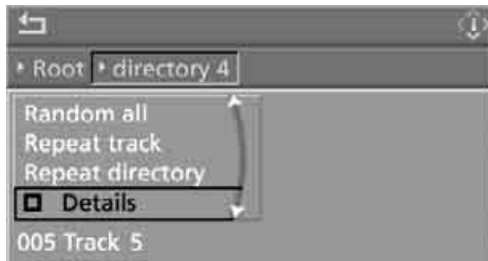 Root directory 4
Random all
Repeat track
Repeat directory
Details
005 Track 5